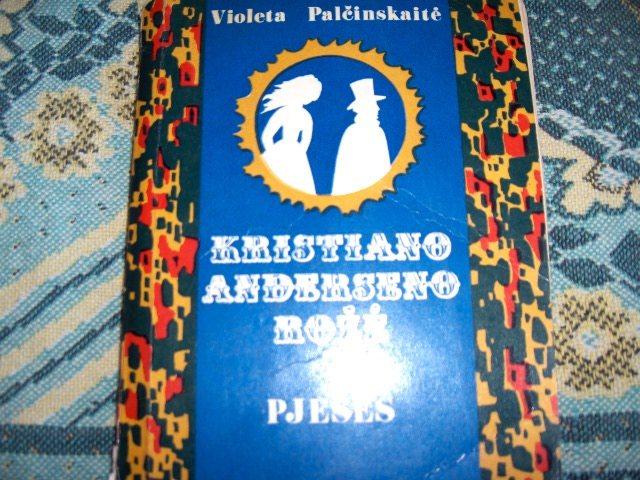 Violeta Palčinskaitė
KRISTIANO
ANDERSENO
ROŽĖ
PJESĖS